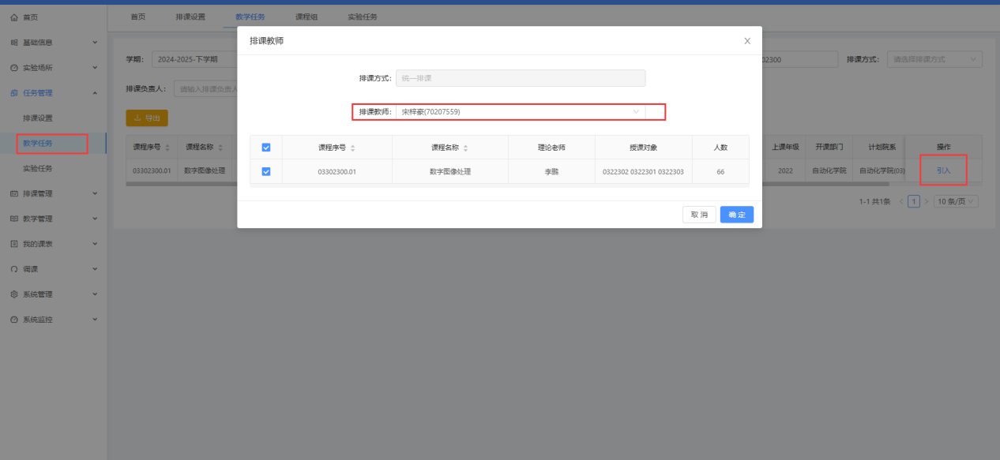 首页
基础信息
实验场所
任务管理
排课设置
教学任务
实验任务
排课管理
教学管理
我的课表
调课
系统管理
系统监控
首页 排课设置 教学任务 课程组 实验任务
学期: 2024-2025-下学期 02300 排课方式: 请选择排课方式
排课负责人: 请输入排课负责人
导出
课程序号 课程名称 上课年级 开课部门 计划院系 操作
03302300.01 数字图像处理 2022 自动化学院 自动化学院(03) 引入
1-1 共1条 1 10 条/页
排课教师
排课方式: 统一排课
排课教师: 宋梓豪(70207559)
课程序号 课程名称 理论老师 授课对象 人数
03302300.01 数字图像处理 李鹏 0322302 0322301 0322303 66
取 消 确 定